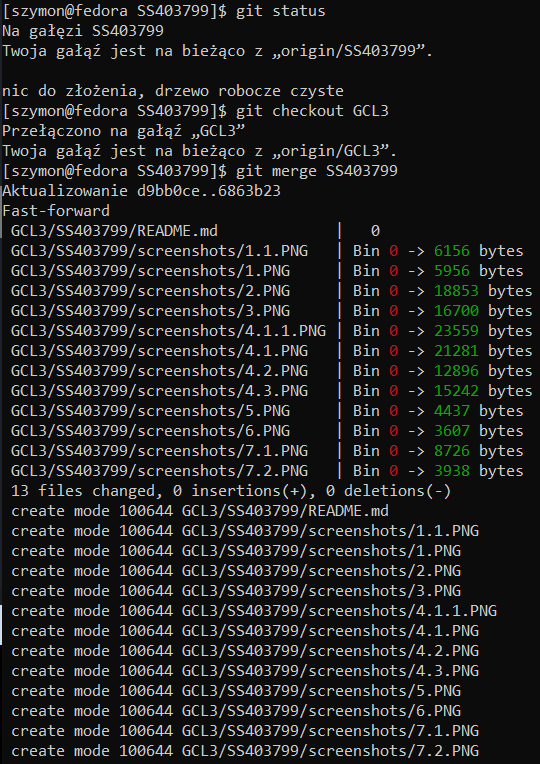 [szymon@fedora SS403799]$ git status
Na gałęzi SS403799
Twoja gałąź jest na bieżąco z „origin/SS403799”.

nic do złożenia, drzewo robocze czyste
[szymon@fedora SS403799]$ git checkout GCL3
Przełączono na gałąź „GCL3”
Twoja gałąź jest na bieżąco z „origin/GCL3”.
[szymon@fedora SS403799]$ git merge SS403799
Aktualizowanie d9bb0ce..6863b23
Fast-forward
 GCL3/SS403799/README.md             |   0
 GCL3/SS403799/screenshots/1.1.PNG   | Bin 0 -> 6156 bytes
 GCL3/SS403799/screenshots/1.PNG     | Bin 0 -> 5956 bytes
 GCL3/SS403799/screenshots/2.PNG     | Bin 0 -> 18853 bytes
 GCL3/SS403799/screenshots/3.PNG     | Bin 0 -> 16700 bytes
 GCL3/SS403799/screenshots/4.1.1.PNG | Bin 0 -> 23559 bytes
 GCL3/SS403799/screenshots/4.1.PNG   | Bin 0 -> 21281 bytes
 GCL3/SS403799/screenshots/4.2.PNG   | Bin 0 -> 12896 bytes
 GCL3/SS403799/screenshots/4.3.PNG   | Bin 0 -> 15242 bytes
 GCL3/SS403799/screenshots/5.PNG     | Bin 0 -> 4437 bytes
 GCL3/SS403799/screenshots/6.PNG     | Bin 0 -> 3607 bytes
 GCL3/SS403799/screenshots/7.1.PNG   | Bin 0 -> 8726 bytes
 GCL3/SS403799/screenshots/7.2.PNG   | Bin 0 -> 3938 bytes
 13 files changed, 0 insertions(+), 0 deletions(-)
 create mode 100644 GCL3/SS403799/README.md
 create mode 100644 GCL3/SS403799/screenshots/1.1.PNG
 create mode 100644 GCL3/SS403799/screenshots/1.PNG
 create mode 100644 GCL3/SS403799/screenshots/2.PNG
 create mode 100644 GCL3/SS403799/screenshots/3.PNG
 create mode 100644 GCL3/SS403799/screenshots/4.1.1.PNG
 create mode 100644 GCL3/SS403799/screenshots/4.1.PNG
 create mode 100644 GCL3/SS403799/screenshots/4.2.PNG
 create mode 100644 GCL3/SS403799/screenshots/4.3.PNG
 create mode 100644 GCL3/SS403799/screenshots/5.PNG
 create mode 100644 GCL3/SS403799/screenshots/6.PNG
 create mode 100644 GCL3/SS403799/screenshots/7.1.PNG
 create mode 100644 GCL3/SS403799/screenshots/7.2.PNG